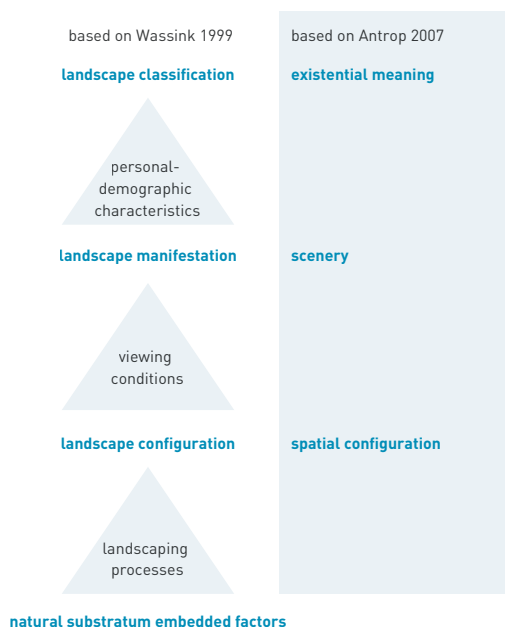 based on Wassink 1999
based on Antrop 2007
landscape classification
existential meaning
personal-
demographic
characteristics
landscape manifestation
scenery
viewing
conditions
landscape configuration
spatial configuration
landscaping
processes
natural substratum embedded factors